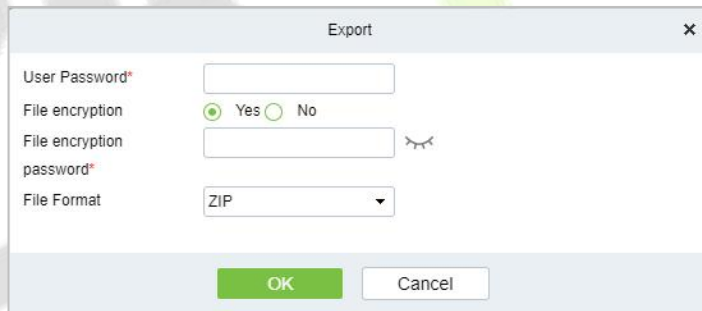 Export
User Password*
File encryption Yes No
File encryption
password*
File Format ZIP
OK Cancel